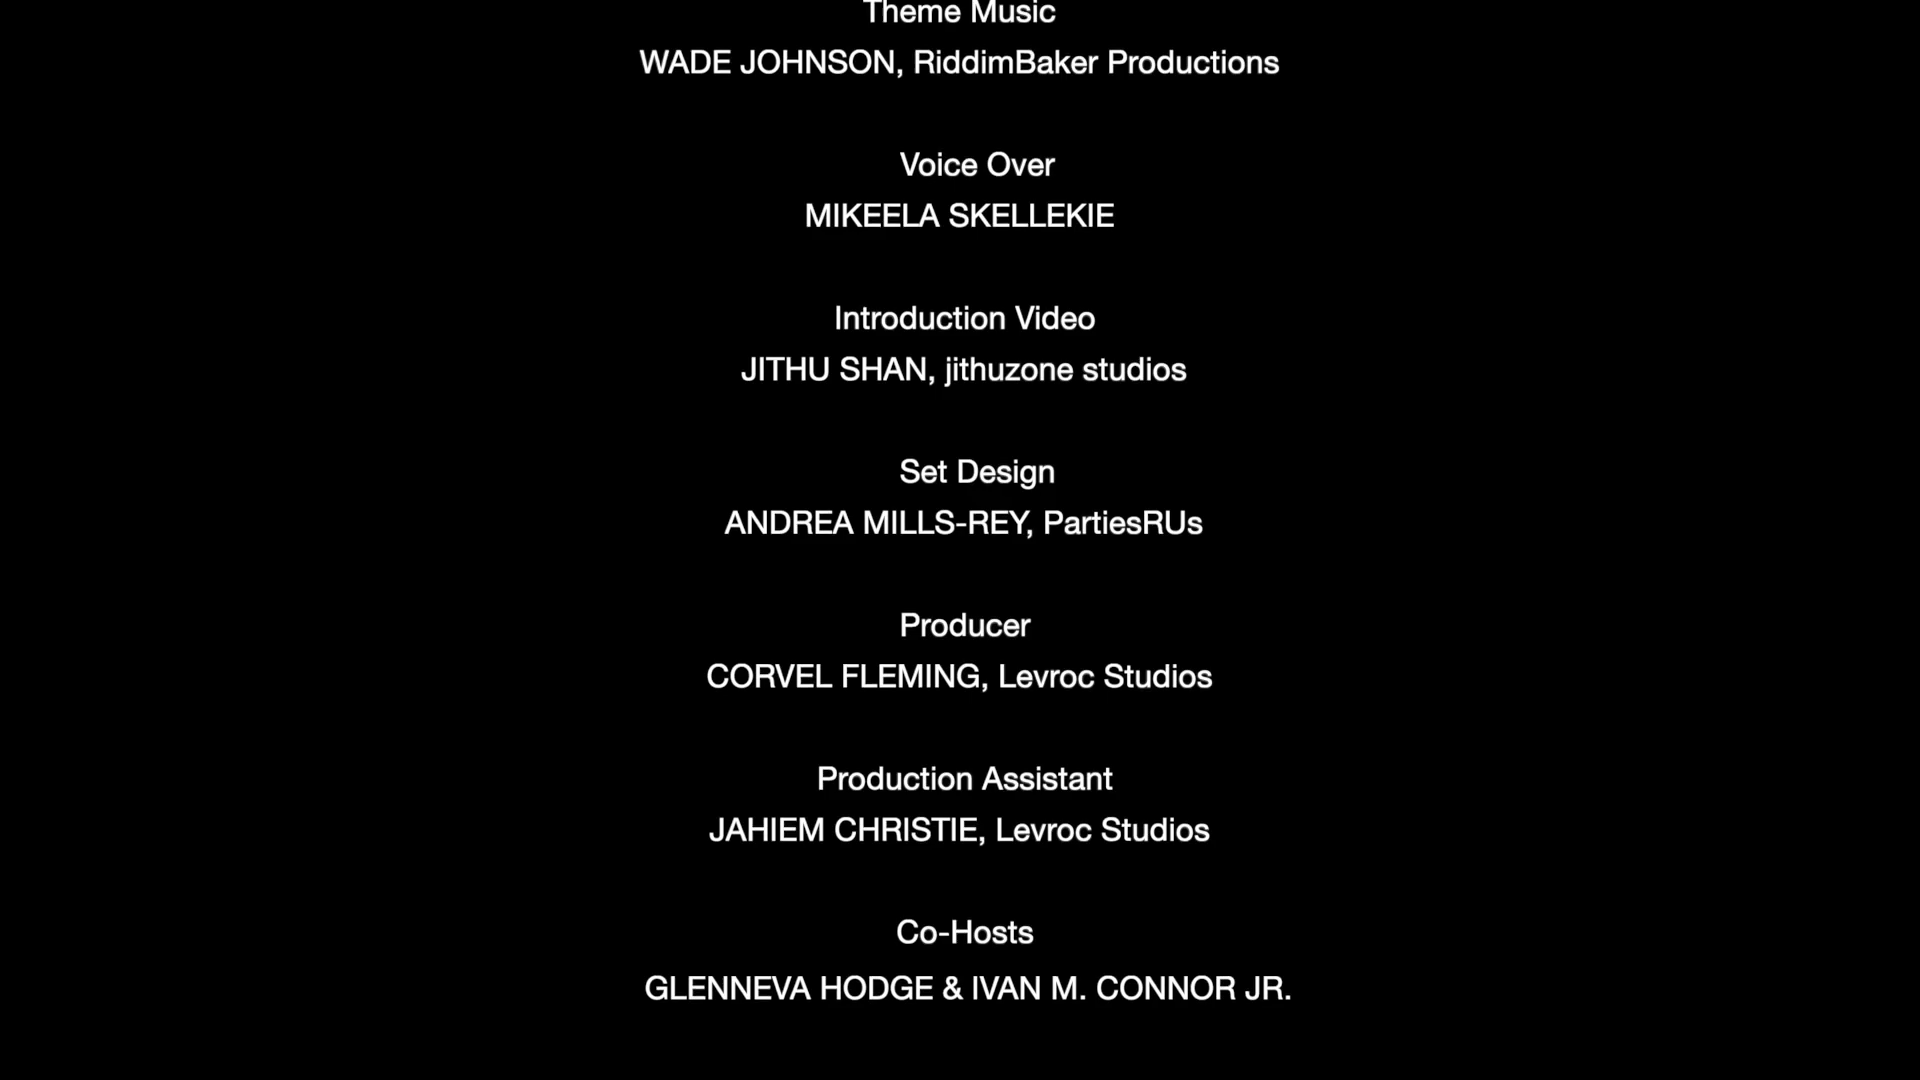 Theme Music
WADE JOHNSON, RiddimBaker Productions
Voice Over
MIKEELA SKELLEKIE
Introduction Video
JITHU SHAN, jithuzone studios
Set Design
ANDREA MILLS-REY, PartiesRUs
Producer
CORVEL FLEMING, Levroc Studios
Production Assistant
JAHIEM CHRISTIE, Levroc Studios
Co-Hosts
GLENNEVA HODGE & IVAN M. CONNOR JR.